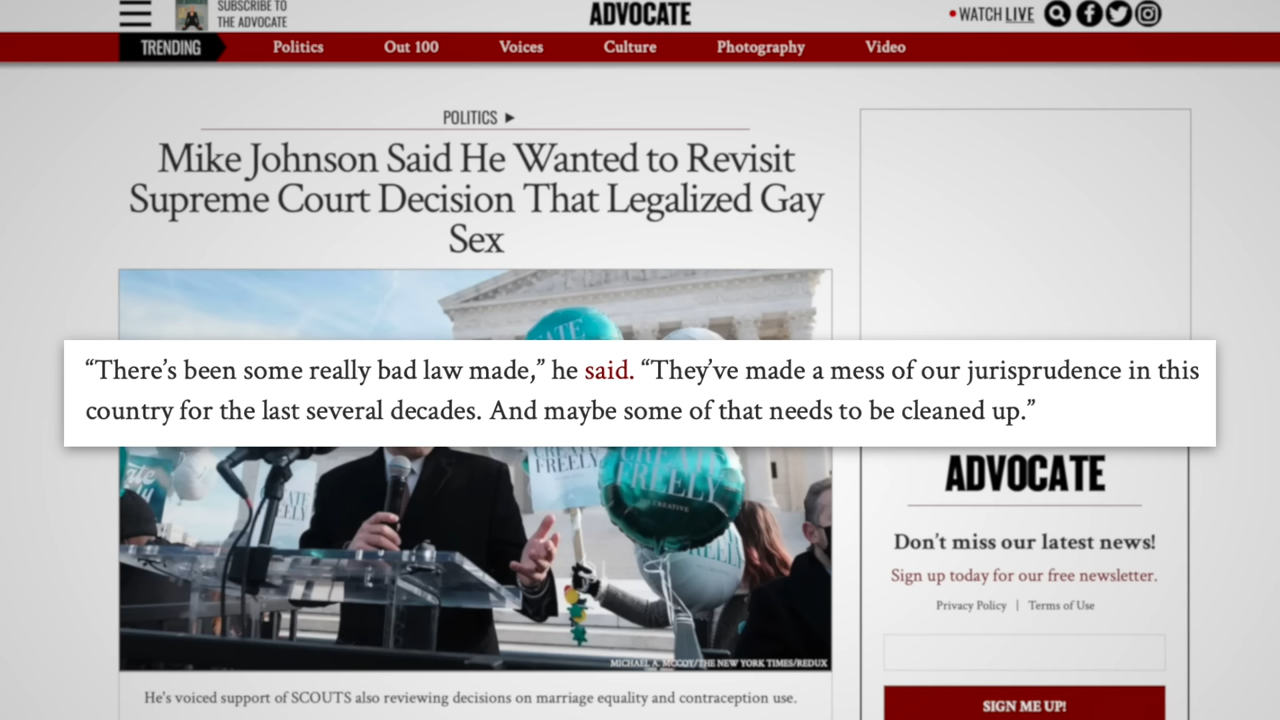 SUBSCRIBE TO
THE ADVOCATE
ADVOCATE
•WATCH LIVE
TRENDING
Politics
Out 100
Voices
Culture
Photography
Video
POLITICS ►
Mike Johnson Said He Wanted to Revisit
Supreme Court Decision That Legalized Gay
Sex
“There’s been some really bad law made,” he said. “They’ve made a mess of our jurisprudence in this
country for the last several decades. And maybe some of that needs to be cleaned up.”
CREATE
FREELY
CREATE
FREELY
MICHAEL A. MCCOY/THE NEW YORK TIMES/REDUX
He's voiced support of SCOUTS also reviewing decisions on marriage equality and contraception use.
ADVOCATE
Don’t miss our latest news!
Sign up today for our free newsletter.
Privacy Policy | Terms of Use
SIGN ME UP!